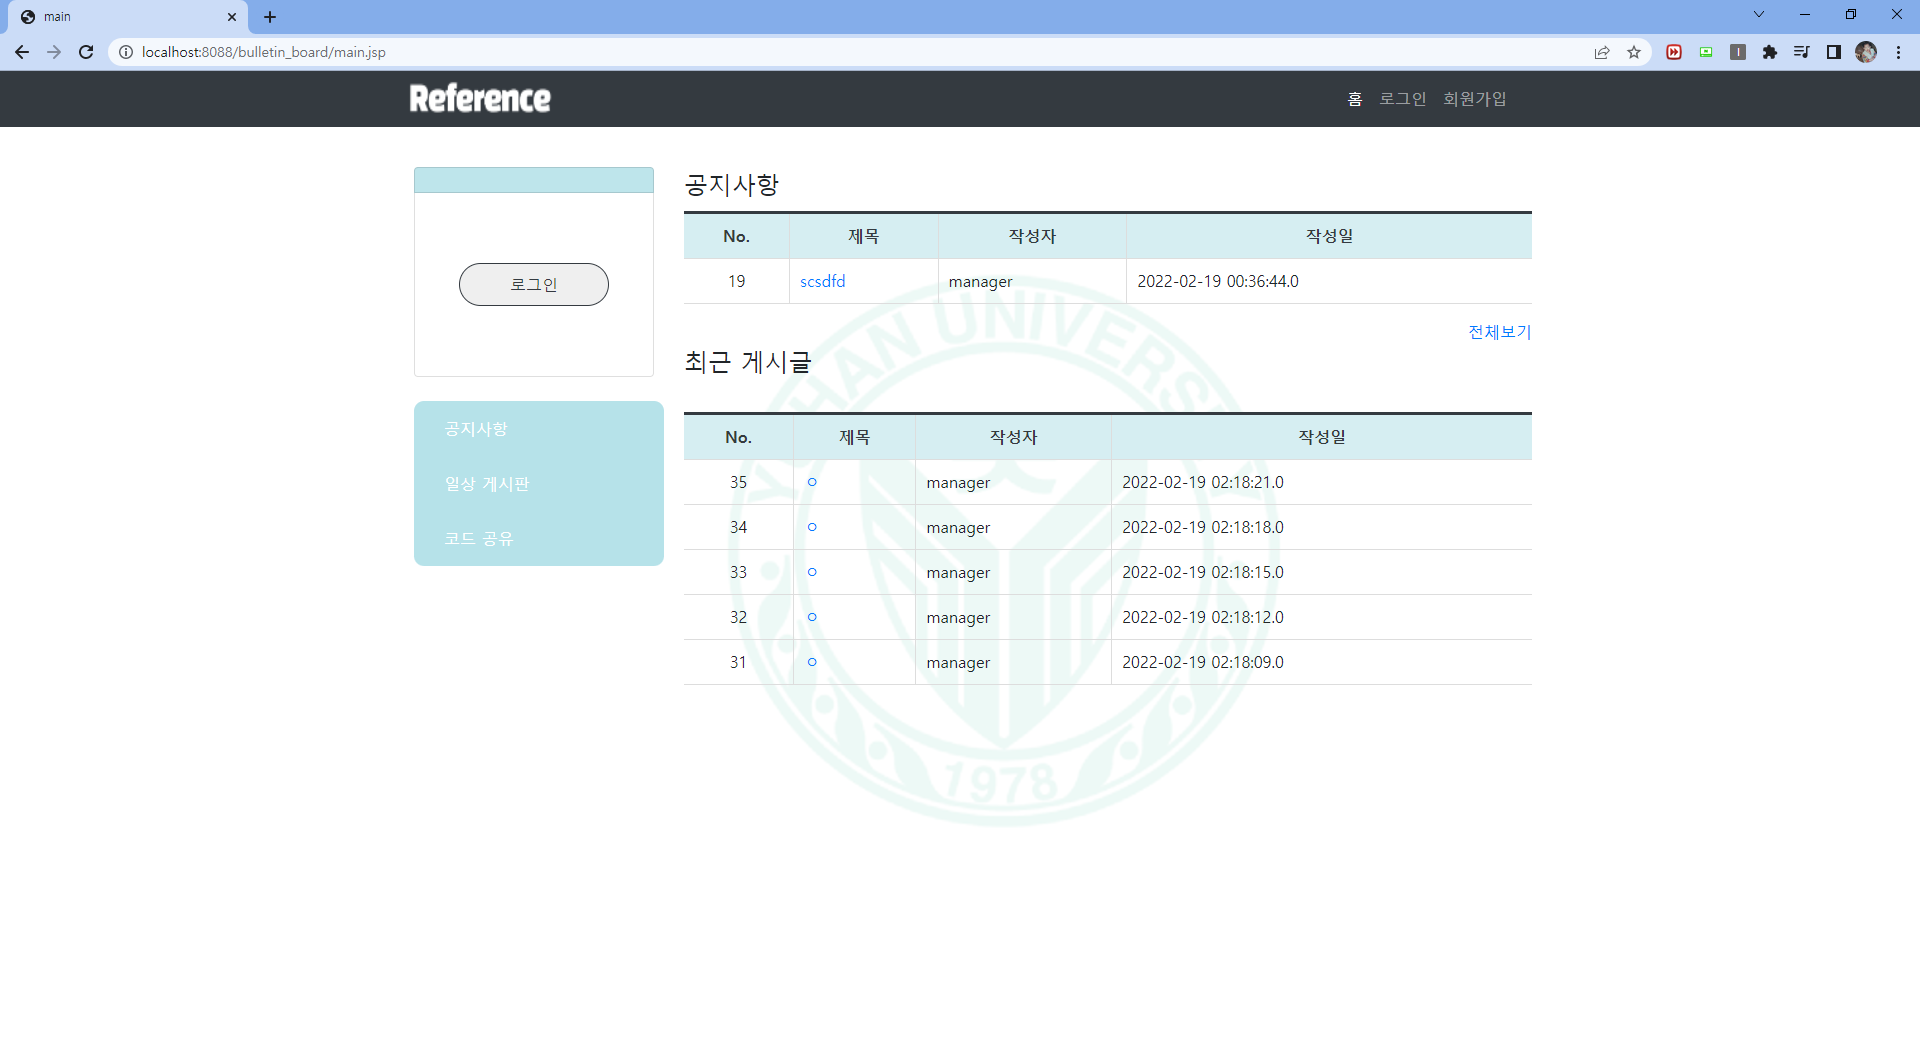 main
localhost:8088/bulletin_board/main.jsp
Reference
홈 로그인 회원가입
로그인
공지사항
일상 게시판
코드 공유
공지사항
No. 제목 작성자 작성일
19 scsdfd manager 2022-02-19 00:36:44.0
전체보기
최근 게시글
No. 제목 작성자 작성일
35 ㅇ manager 2022-02-19 02:18:21.0
34 ㅇ manager 2022-02-19 02:18:18.0
33 ㅇ manager 2022-02-19 02:18:15.0
32 ㅇ manager 2022-02-19 02:18:12.0
31 ㅇ manager 2022-02-19 02:18:09.0
YUHAN UNIVERSITY
1978